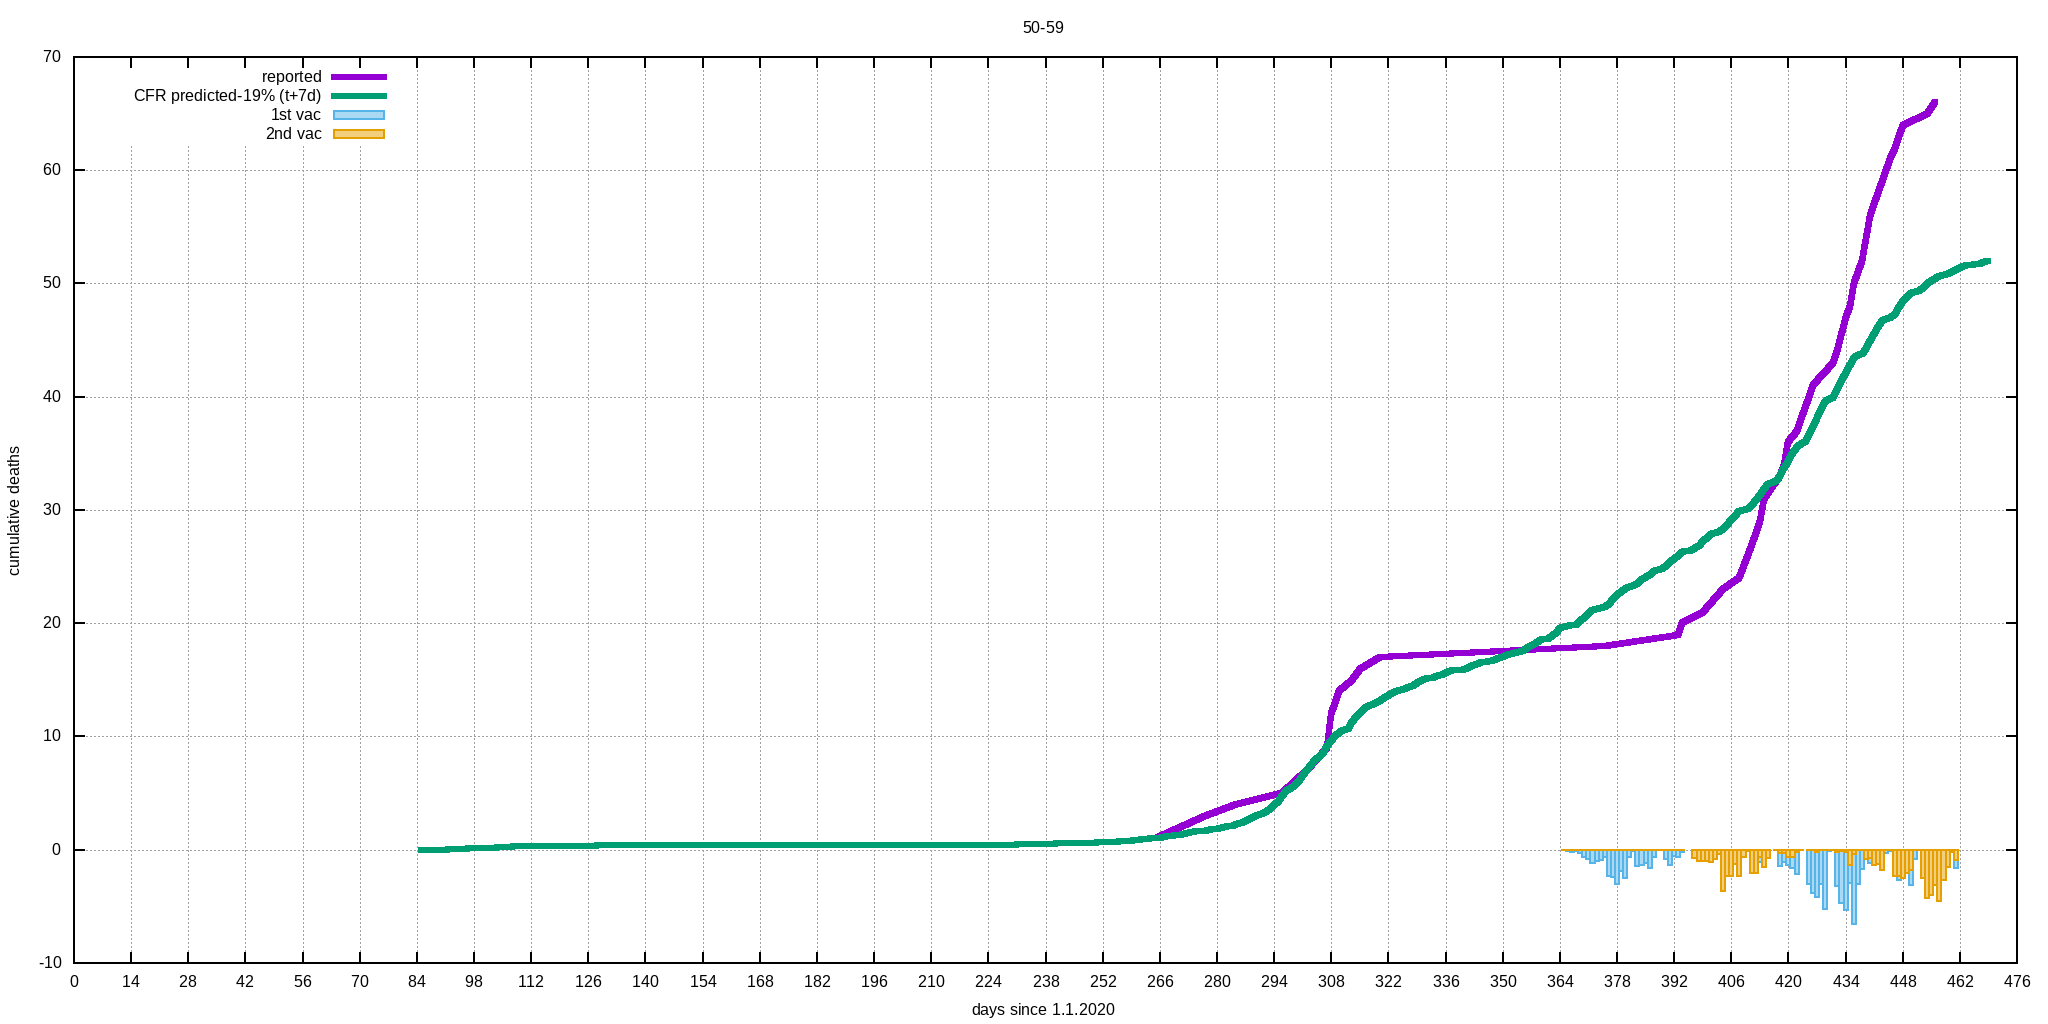 50-59
reported
CFR predicted-19% (t+7d)
1st vac
2nd vac
70
60
50
40
30
20
10
0
-10
cumulative deaths
0 14 28 42 56 70 84 98 112 126 140 154 168 182 196 210 224 238 252 266 280 294 308 322 336 350 364 378 392 406 420 434 448 462 476
days since 1.1.2020